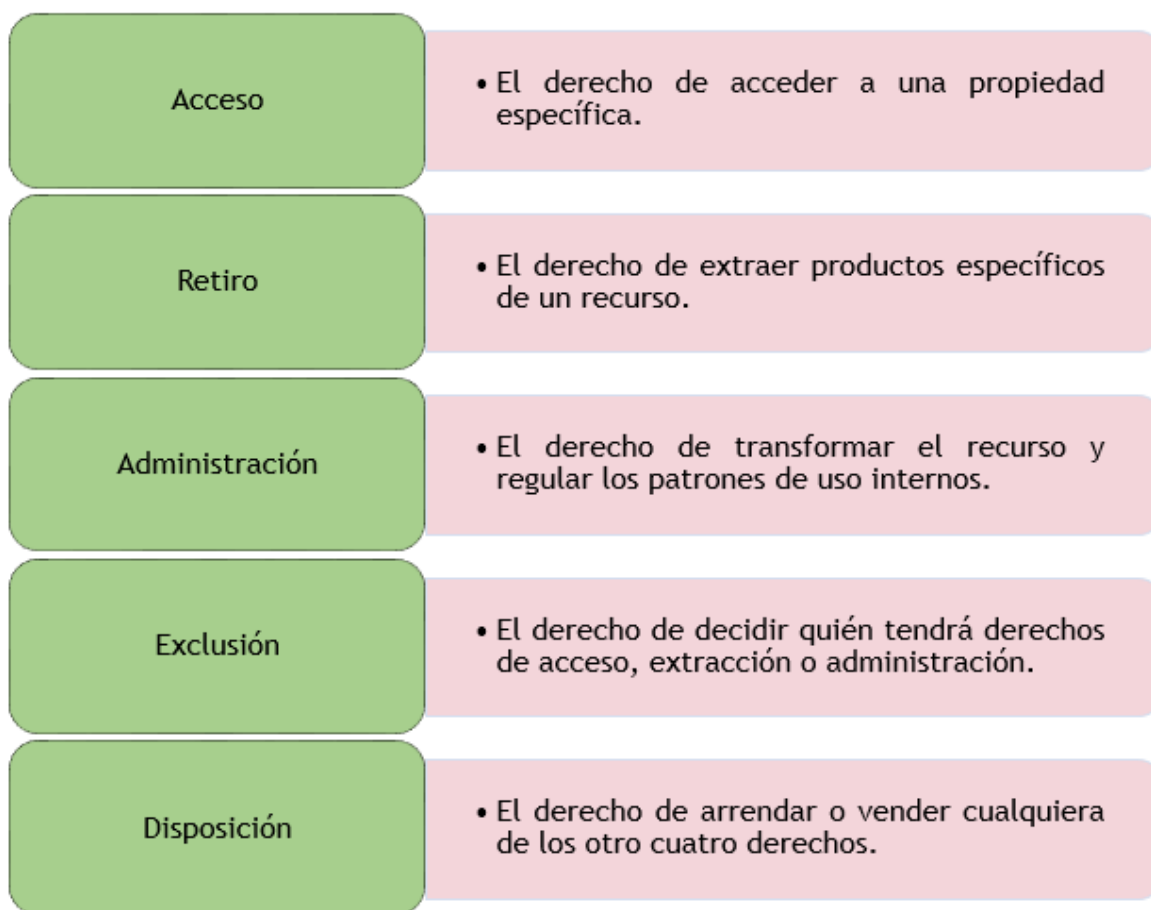 Acceso
• El derecho de acceder a una propiedad
específica.
Retiro
• El derecho de extraer productos específicos
de un recurso.
Administración
• El derecho de transformar el recurso y
regular los patrones de uso internos.
Exclusión
• El derecho de decidir quién tendrá derechos
de acceso, extracción o administración.
Disposición
• El derecho de arrendar o vender cualquiera
de los otro cuatro derechos.